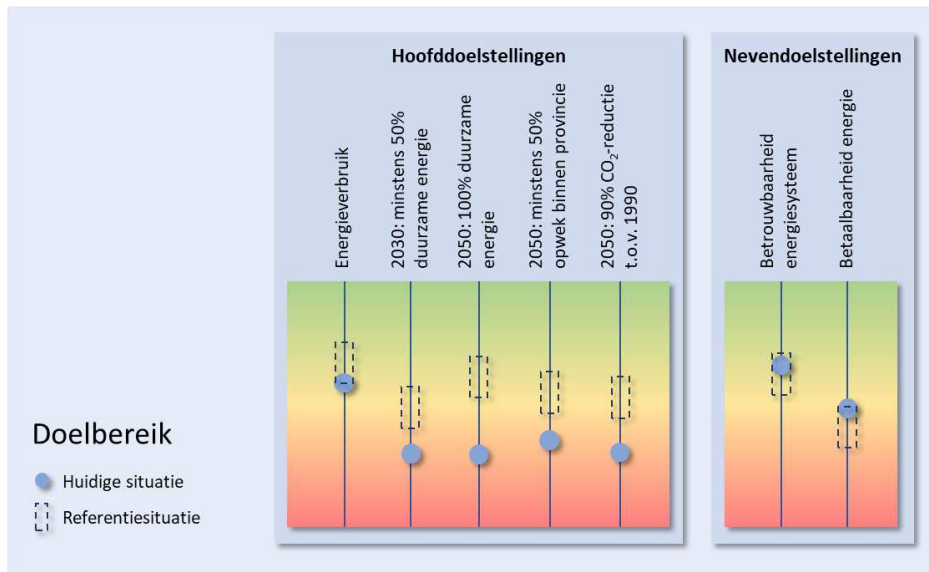 Hoofddoelstellingen
Energieverbruik
2030: minstens 50%
duurzame energie
2050: 100% duurzame
energie
2050: minstens 50%
opwek binnen provincie
2050: 90% CO₂-reductie
t.o.v. 1990
Nevendoelstellingen
Betrouwbaarheid
energiesysteem
Betaalbaarheid energie
Doelbereik
Huidige situatie
Referentiesituatie